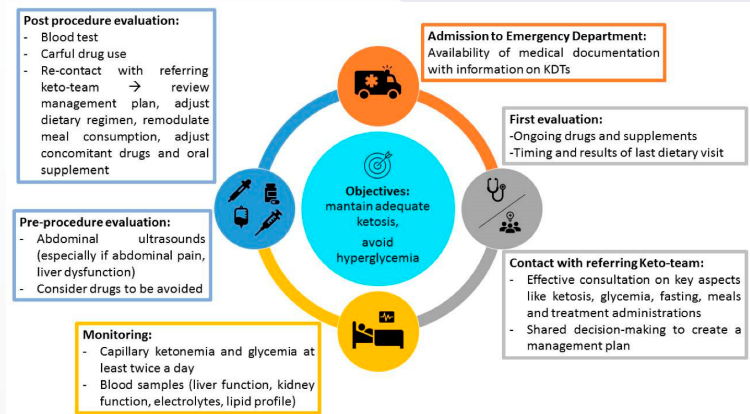 Post procedure evaluation:
- Blood test
- Carful drug use
- Re-contact with referring
keto-team → review
management plan, adjust
dietary regimen, remodulate
meal consumption, adjust
concomitant drugs and oral
supplement
Admission to Emergency Department:
Availability of medical documentation
with information on KDTs
First evaluation:
-Ongoing drugs and supplements
-Timing and results of last dietary visit
Objectives:
mantain adequate
ketosis,
avoid
hyperglycemia
Pre-procedure evaluation:
- Abdominal ultrasounds
(especially if abdominal pain,
liver dysfunction)
- Consider drugs to be avoided
Contact with referring Keto-team:
- Effective consultation on key aspects
like ketosis, glycemia, fasting, meals
and treatment administrations
- Shared decision-making to create a
management plan
Monitoring:
- Capillary ketonemia and glycemia at
least twice a day
- Blood samples (liver function, kidney
function, electrolytes, lipid profile)